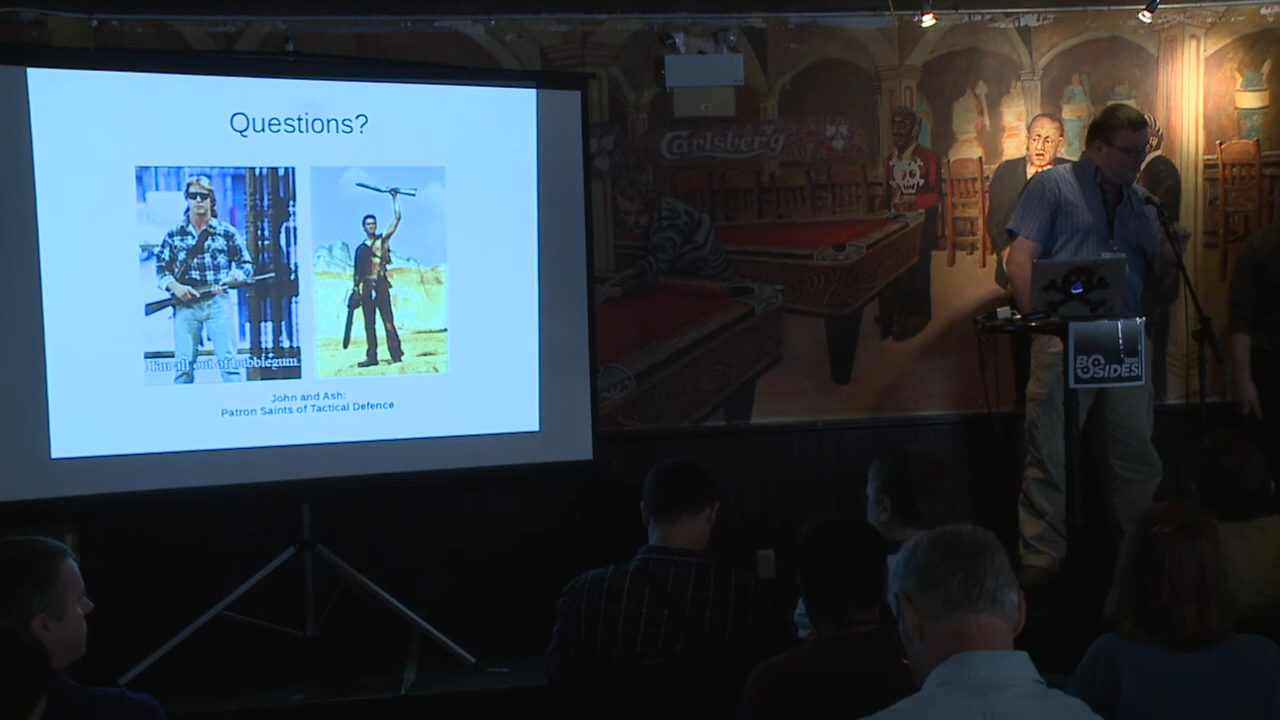 Questions?
I'm all out of bubblegum.
John and Ash:
Patron Saints of Tactical Defence
Carlsberg
BSIDES